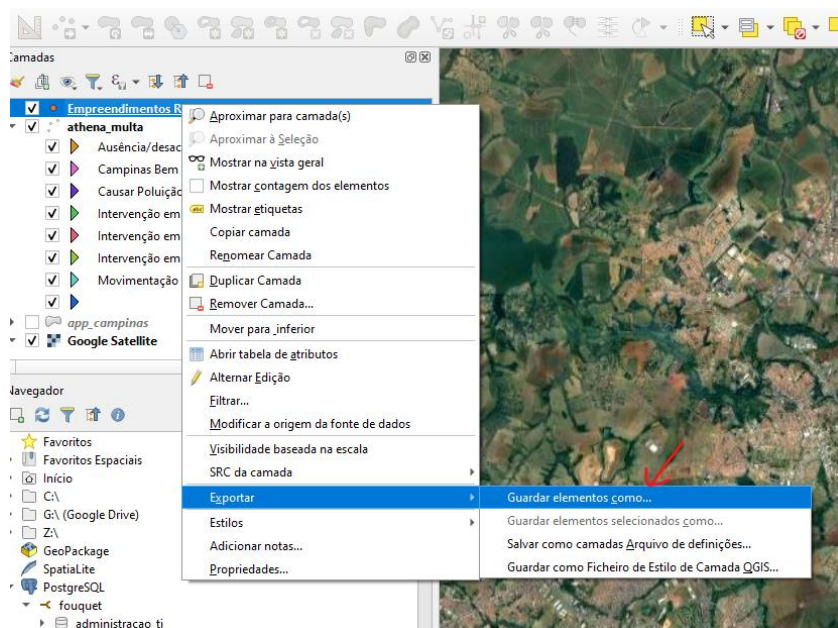 Camadas
Empreendimentos R
athena_multa
Ausência/desac
Campinas Bem
Causar Poluição
Intervenção em
Intervenção em
Intervenção em
Movimentação
app_campinas
Google Satellite
Aproximar para camada(s)
Aproximar à Seleção
Mostrar na vista geral
Mostrar contagem dos elementos
abc Mostrar etiquetas
Copiar camada
Renomear Camada
Duplicar Camada
Remover Camada...
Mover para _inferior
Abrir tabela de atributos
Alternar Edição
Filtrar...
Modificar a origem da fonte de dados
Visibilidade baseada na escala
SRC da camada
Exportar
Estilos
Adicionar notas...
Propriedades...
Guardar elementos como...
Guardar elementos selecionados como...
Salvar como camadas Arquivo de definições...
Guardar como Ficheiro de Estilo de Camada QGIS...
Navegador
Favoritos
Favoritos Espaciais
Início
C:\
G:\ (Google Drive)
Z:\
GeoPackage
SpatiaLite
PostgreSQL
fouquet
administracao_ti